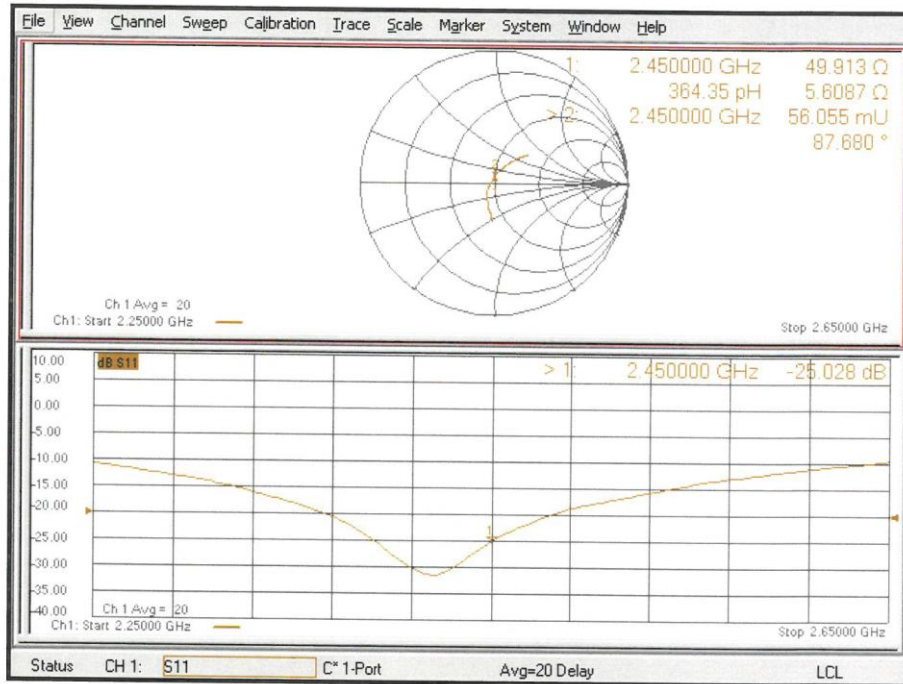 File View Channel Sweep Calibration Trace Scale Marker System Window Help
1: 2.450000 GHz 49.913 Ω
364.35 pH 5.6087 Ω
> 2: 2.450000 GHz 56.055 mU
87.680 °
Ch 1 Avg = 20
Ch1: Start 2.25000 GHz
Stop 2.65000 GHz
10.00
dB S11
> 1: 2.450000 GHz -25.028 dB
5.00
0.00
-5.00
-10.00
-15.00
-20.00
-25.00
1
-30.00
-35.00
-40.00
Ch 1 Avg = 20
Ch1: Start 2.25000 GHz
Stop 2.65000 GHz
Status CH 1: S11 C* 1-Port Avg=20 Delay LCL